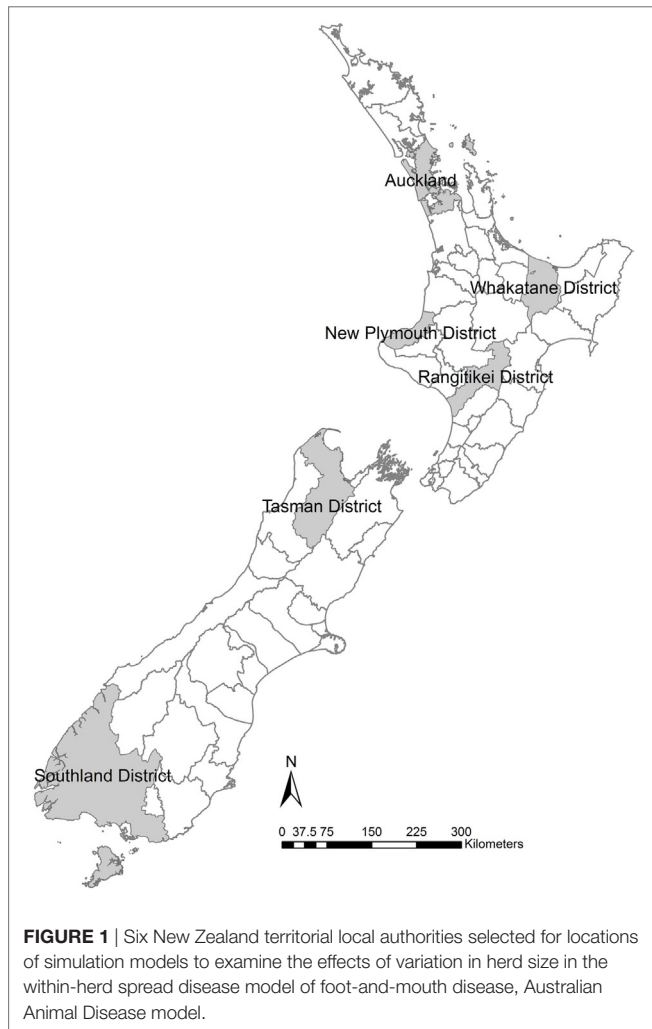 Auckland
Whakatane District
New Plymouth District
Rangitikei District
Tasman District
Southland District
N
0 37.5 75 150 225 300
Kilometers
FIGURE 1 | Six New Zealand territorial local authorities selected for locations
of simulation models to examine the effects of variation in herd size in the
within-herd spread disease model of foot-and-mouth disease, Australian
Animal Disease model.